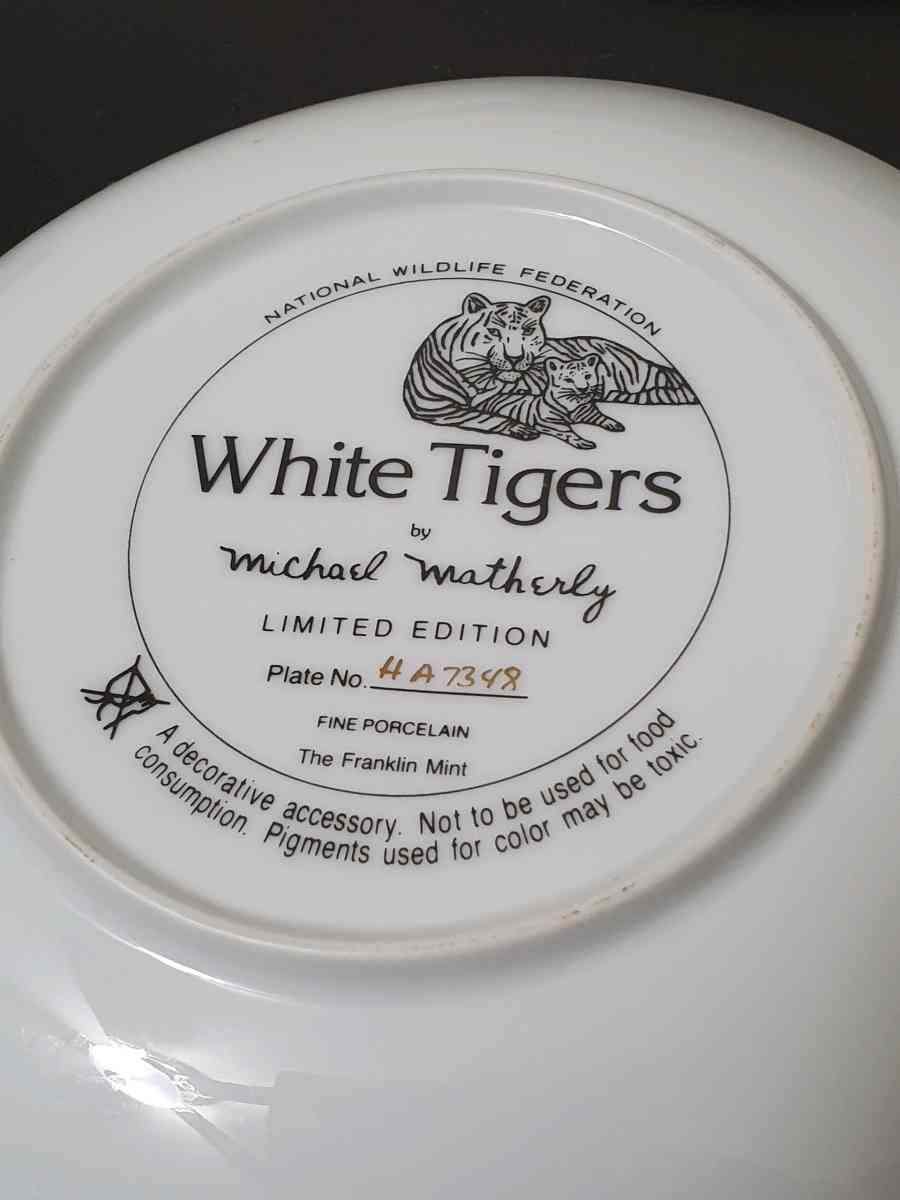 NATIONAL WILDLIFE FEDERATION
White Tigers
by
Michael Matherly
LIMITED EDITION
Plate No. HA7348
FINE PORCELAIN
The Franklin Mint
A decorative accessory. Not to be used for food
consumption. Pigments used for color may be toxic.